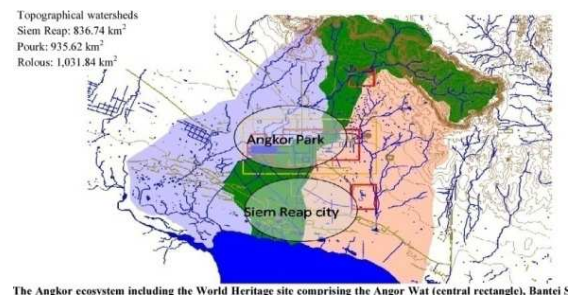 Topographical watersheds
Siem Reap: 836.74 km²
Pourk: 935.62 km²
Rolous: 1,031.84 km²
Angkor Park
Siem Reap city
The Angkor ecosystem including the World Heritage site comprising the Angor Wat (central rectangle), Bantei S